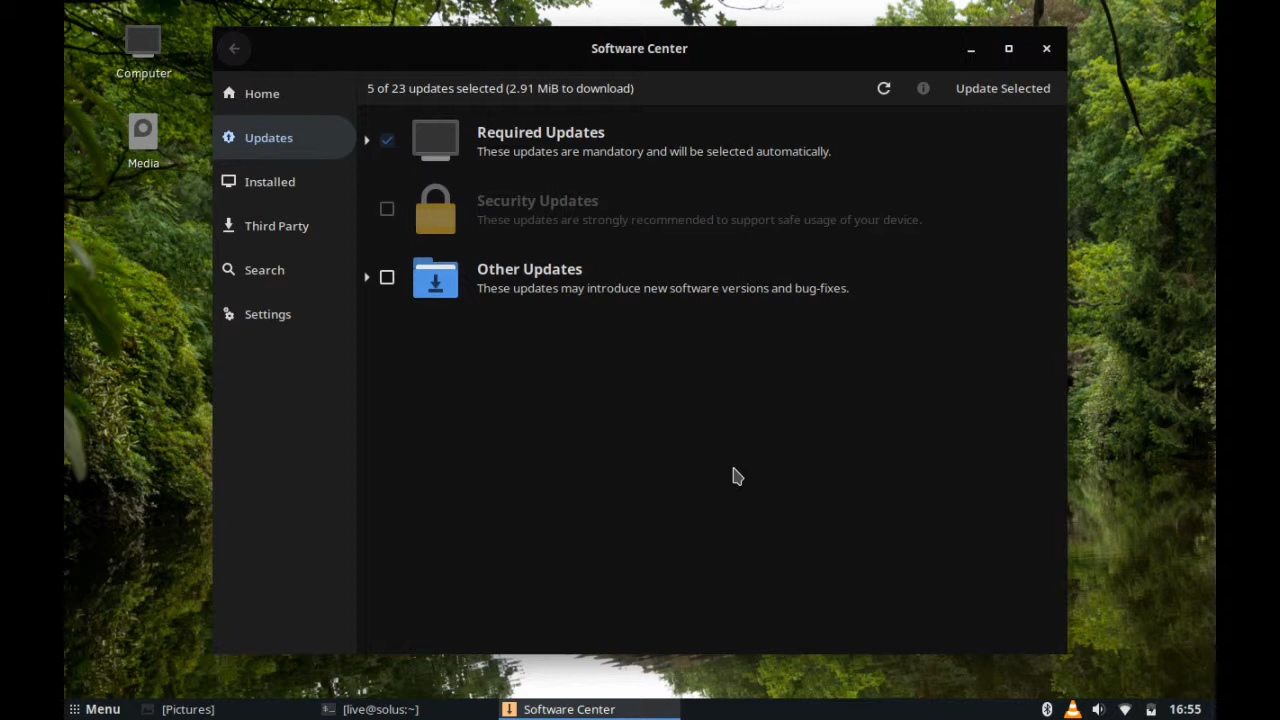 Computer
Media
Software Center
5 of 23 updates selected (2.91 MiB to download)
Update Selected
Home
Updates
Installed
Third Party
Search
Settings
Required Updates
These updates are mandatory and will be selected automatically.
Security Updates
These updates are strongly recommended to support safe usage of your device.
Other Updates
These updates may introduce new software versions and bug-fixes.
Menu
[Pictures]
[live@solus:~]
Software Center
16:55